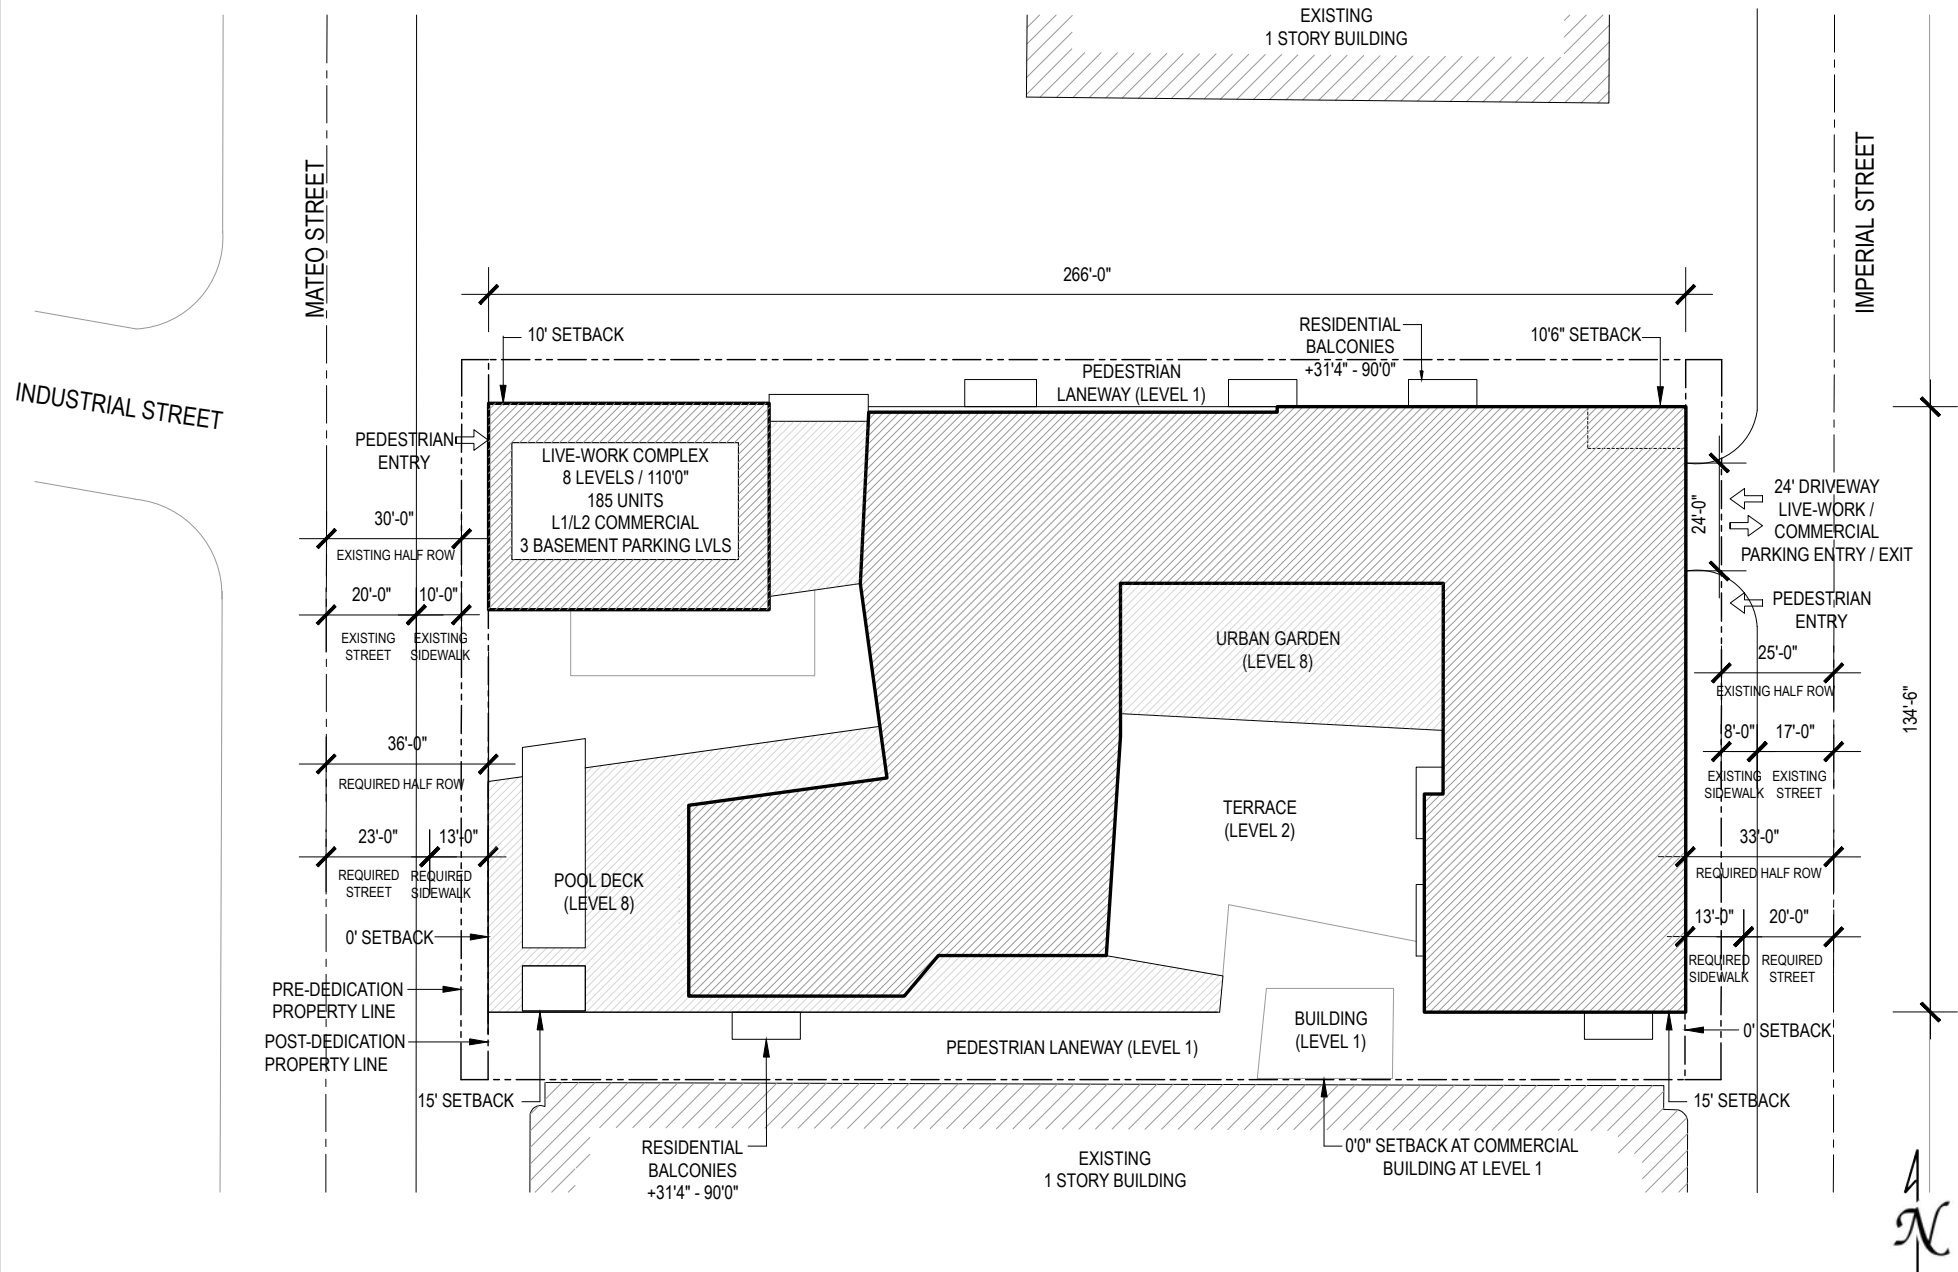 EXISTING
1 STORY BUILDING
MATEO STREET
IMPERIAL STREET
INDUSTRIAL STREET
266'-0"
10' SETBACK
RESIDENTIAL
BALCONIES
+31'4" - 90'0"
10'6" SETBACK
PEDESTRIAN
LANEWAY (LEVEL 1)
PEDESTRIAN
ENTRY
LIVE-WORK COMPLEX
8 LEVELS / 110'0"
185 UNITS
L1/L2 COMMERCIAL
3 BASEMENT PARKING LVLS
24'-0"
24' DRIVEWAY
LIVE-WORK /
COMMERCIAL
PARKING ENTRY / EXIT
PEDESTRIAN
ENTRY
30'-0"
EXISTING HALF ROW
20'-0"
10'-0"
EXISTING
STREET
EXISTING
SIDEWALK
URBAN GARDEN
(LEVEL 8)
25'-0"
EXISTING HALF ROW
134'-6"
36'-0"
REQUIRED HALF ROW
8'-0"
17'-0"
EXISTING
SIDEWALK
EXISTING
STREET
TERRACE
(LEVEL 2)
23'-0"
13'-0"
REQUIRED
STREET
REQUIRED
SIDEWALK
33'-0"
REQUIRED HALF ROW
POOL DECK
(LEVEL 8)
13'-0"
20'-0"
REQUIRED
SIDEWALK
REQUIRED
STREET
0' SETBACK
PRE-DEDICATION
PROPERTY LINE
POST-DEDICATION
PROPERTY LINE
BUILDING
(LEVEL 1)
0' SETBACK
PEDESTRIAN LANEWAY (LEVEL 1)
15' SETBACK
15' SETBACK
RESIDENTIAL
BALCONIES
+31'4" - 90'0"
EXISTING
1 STORY BUILDING
0'0" SETBACK AT COMMERCIAL
BUILDING AT LEVEL 1
N